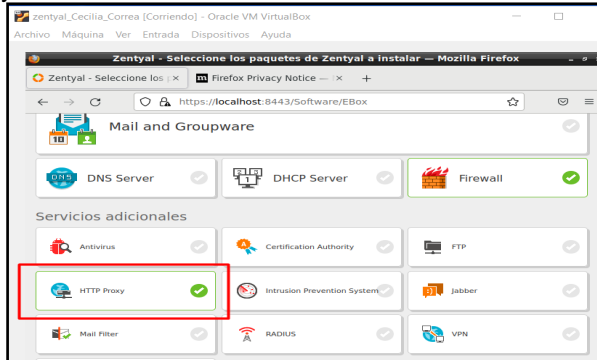 zentyal_Cecilia_Correa [Corriendo] - Oracle VM VirtualBox
Archivo Máquina Ver Entrada Dispositivos Ayuda
Zentyal - Seleccione los paquetes de Zentyal a instalar — Mozilla Firefox
Zentyal - Seleccione los p Firefox Privacy Notice —
https://localhost:8443/Software/EBox
Mail and Groupware
DNS Server DHCP Server Firewall
Servicios adicionales
Antivirus Certification Authority FTP
HTTP Proxy Intrusion Prevention System Jabber
Mail Filter RADIUS VPN